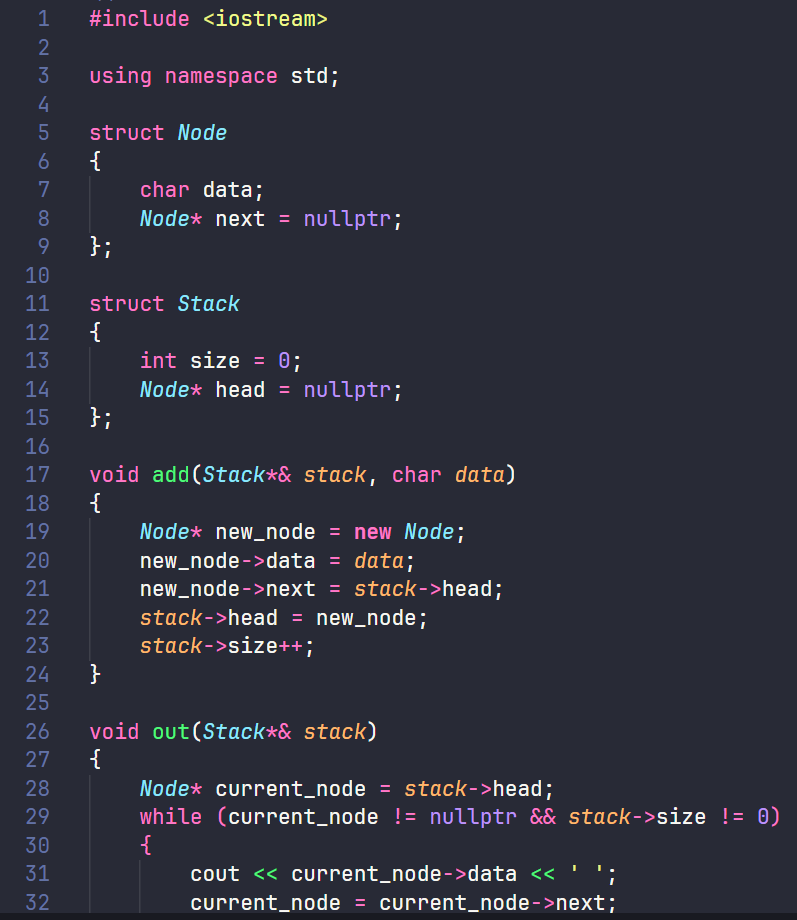 1 #include <iostream>
2
3 using namespace std;
4
5 struct Node
6 {
7     char data;
8     Node* next = nullptr;
9 };
10
11 struct Stack
12 {
13     int size = 0;
14     Node* head = nullptr;
15 };
16
17 void add(Stack*& stack, char data)
18 {
19     Node* new_node = new Node;
20     new_node->data = data;
21     new_node->next = stack->head;
22     stack->head = new_node;
23     stack->size++;
24 }
25
26 void out(Stack*& stack)
27 {
28     Node* current_node = stack->head;
29     while (current_node != nullptr && stack->size != 0)
30     {
31         cout << current_node->data << ' ';
32         current_node = current_node->next;